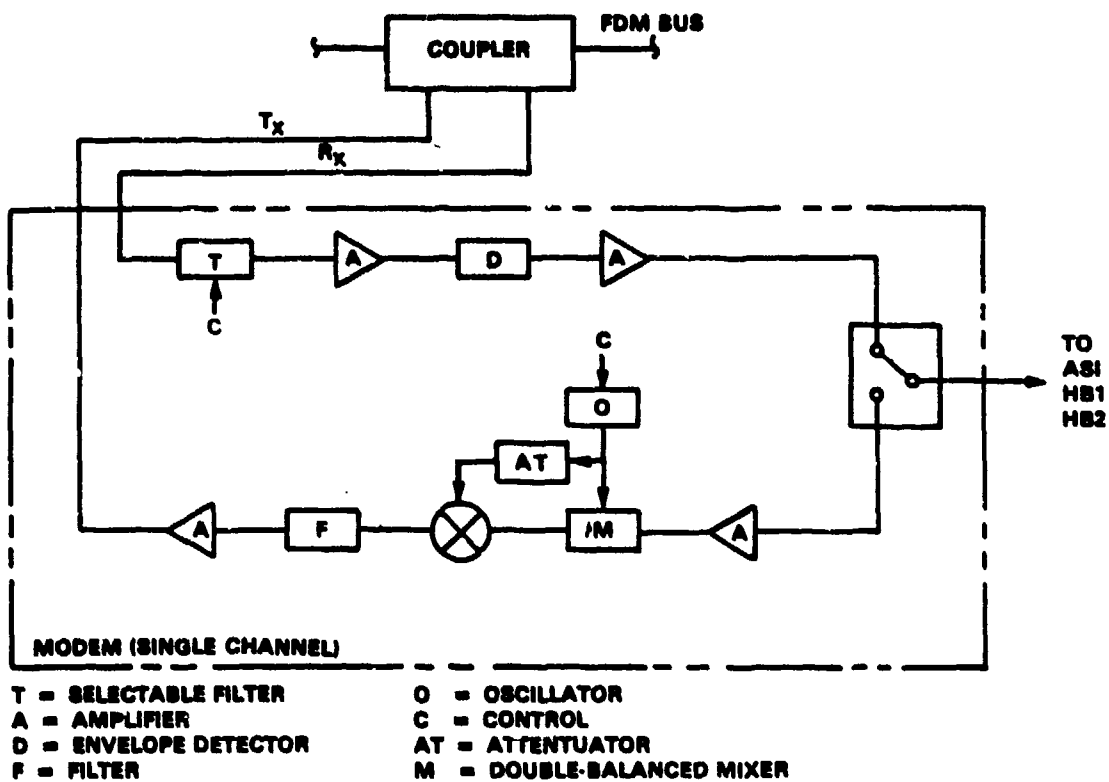 FDM BUS
COUPLER
TX
RX
T
A
D
A
C
C
O
AT
TO
ASI
HB1
HB2
A
F
M
A
MODEM (SINGLE CHANNEL)
T = SELECTABLE FILTER
A = AMPLIFIER
D = ENVELOPE DETECTOR
F = FILTER
O = OSCILLATOR
C = CONTROL
AT = ATTENTUATOR
M = DOUBLE-BALANCED MIXER